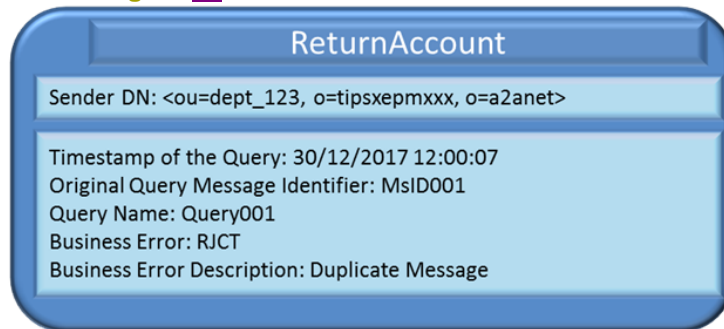 ReturnAccount
Sender DN: <ou=dept_123, o=tipsxepmxxx, o=a2anet>
Timestamp of the Query: 30/12/2017 12:00:07
Original Query Message Identifier: MsID001
Query Name: Query001
Business Error: RJCT
Business Error Description: Duplicate Message